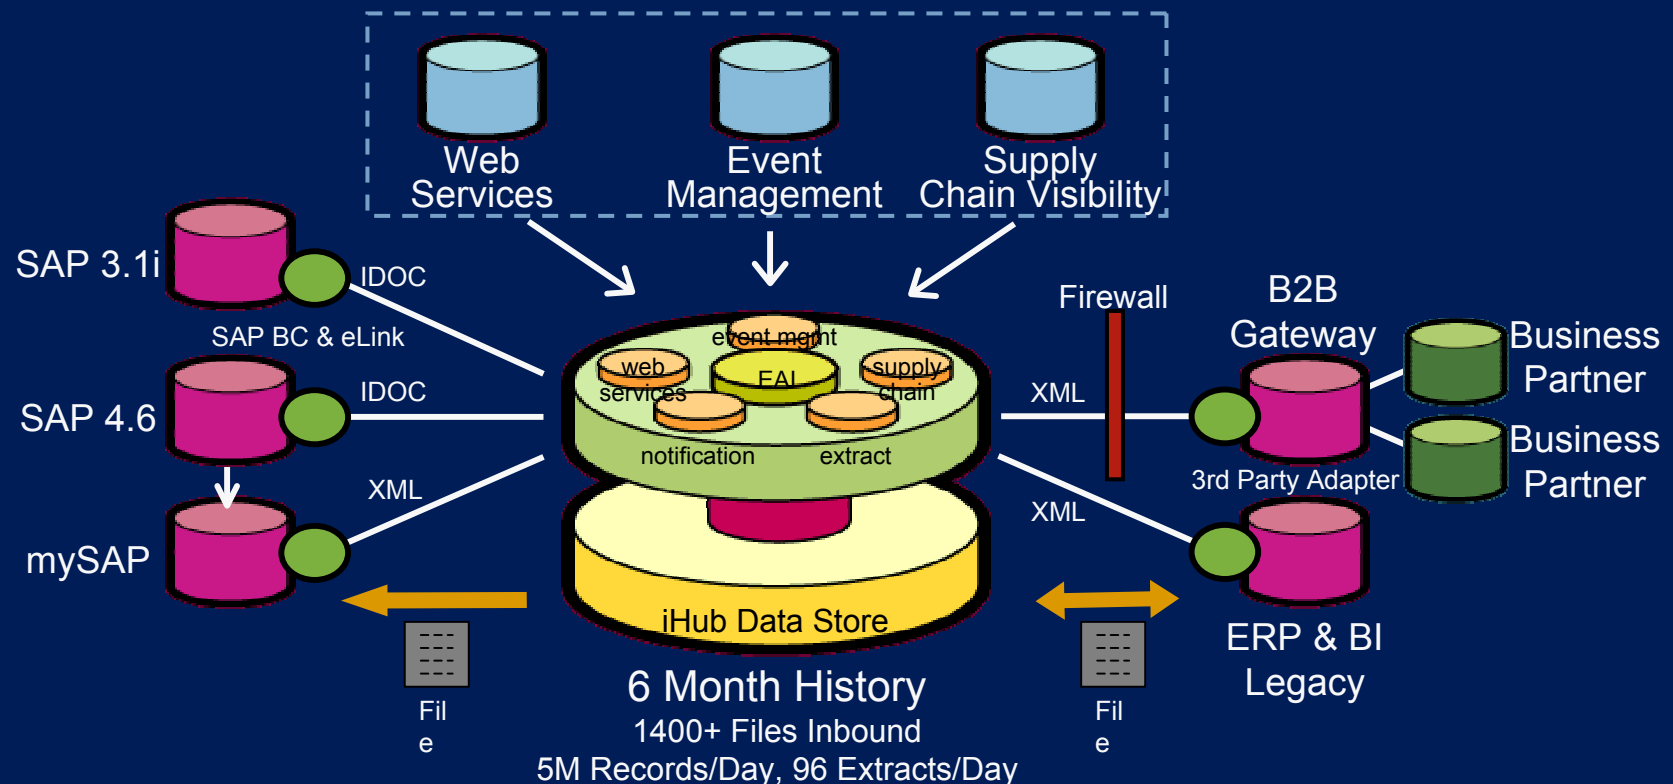 Web
Services
Event
Management
Supply
Chain Visibility
SAP 3.1i
IDOC
SAP BC & eLink
SAP 4.6
IDOC
mySAP
XML
event mgmt
web
services
EAI
supply
chain
notification
extract
iHub Data Store
Firewall
XML
XML
B2B
Gateway
3rd Party Adapter
Business
Partner
Business
Partner
ERP & BI
Legacy
Fil
e
Fil
e
6 Month History
1400+ Files Inbound
5M Records/Day, 96 Extracts/Day